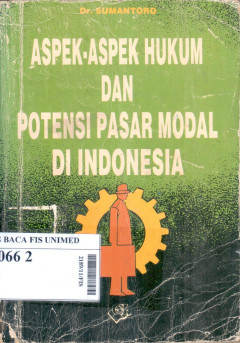 Dr. SUMANTORO
ASPEK-ASPEK HUKUM
DAN
POTENSI PASAR MODAL
DI INDONESIA
BACA FIS UNIMED
066 2